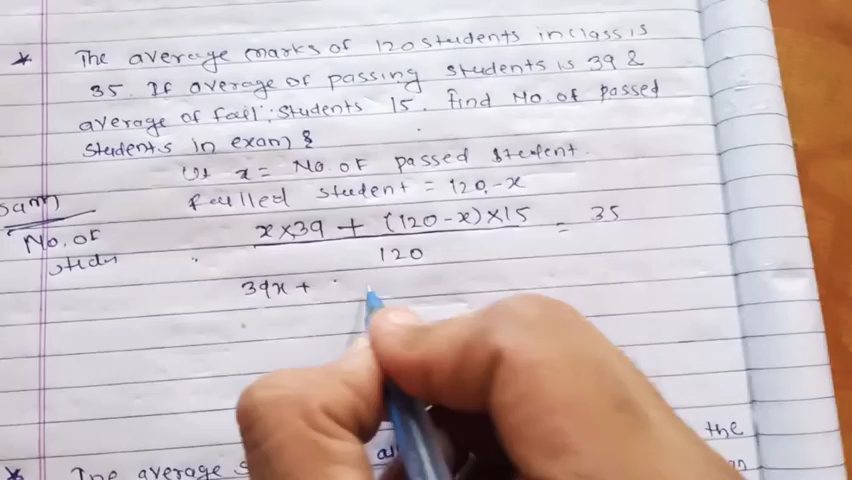 * The average marks of 120 students in class is
35. If average of passing students is 39 &
average of fail; students 15. Find No. of passed
students in exam?
Let x = No. of passed student.
failled student = 120 - x
sam
No. of
x×39 + (120-x)×15 = 35
120
39x +
* The average
the